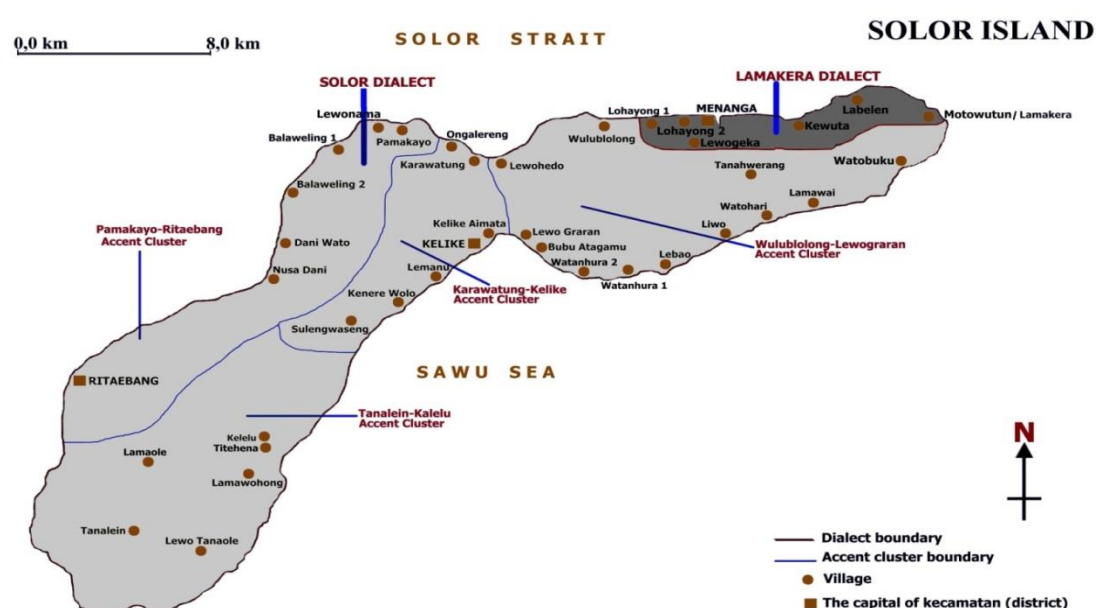 0,0 km
8,0 km
SOLOR STRAIT
SOLOR ISLAND
SOLOR DIALECT
LAMAKERA DIALECT
Lewonama
Pamakayo
Balaweling 1
Ongalereng
Karawatung
Lewohedo
Balaweling 2
Wulublolong
Lohayong 1
MENANGA
Lohayong 2
Lewogeka
Labelen
Kewuta
Motowutun/ Lamakera
Watobuku
Tanahwerang
Lamawai
Watohari
Liwo
Pamakayo-Ritaebang
Accent Cluster
Dani Wato
Nusa Dani
Kelike Aimata
KELIKE
Lewo Graran
Bubu Atagamu
Watanhura 2
Watanhura 1
Lebao
Wulublolong-Lewograran
Accent Cluster
Lemanu
Karawatung-Kelike
Accent Cluster
Kenere Wolo
Sulengwaseng
RITAEBANG
SAWU SEA
Tanalein-Kalelu
Accent Cluster
Kelelu
Titehena
Lamaole
Lamawohong
Tanalein
Lewo Tanaole
N
Dialect boundary
Accent cluster boundary
Village
The capital of kecamatan (district)